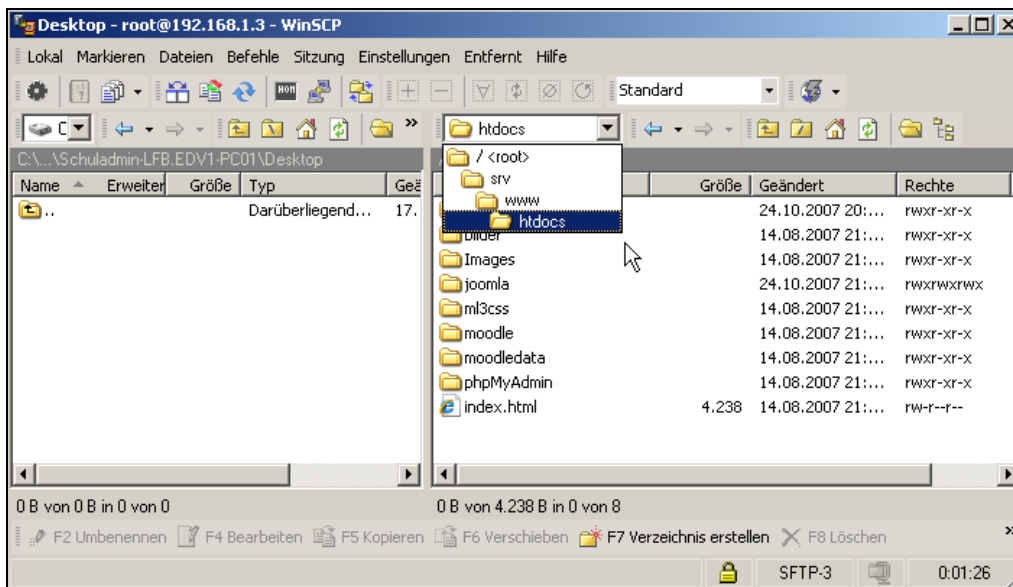 Desktop - root@192.168.1.3 - WinSCP
Lokal Markieren Dateien Befehle Sitzung Einstellungen Entfernt Hilfe
Standard
C htdocs
C:\...\Schuladmin-LFB.EDV1-PC01\Desktop
/ <root>
srv
www
htdocs
Name Erweiter Größe Typ Geä Größe Geändert Rechte
.. Darüberliegend... 17. 24.10.2007 20:... rwxr-xr-x
bilder 14.08.2007 21:... rwxr-xr-x
Images 14.08.2007 21:... rwxr-xr-x
joomla 24.10.2007 21:... rwxrwxrwx
ml3css 14.08.2007 21:... rwxr-xr-x
moodle 14.08.2007 21:... rwxr-xr-x
moodledata 14.08.2007 21:... rwxr-xr-x
phpMyAdmin 14.08.2007 21:... rwxr-xr-x
index.html 4.238 14.08.2007 21:... rw-r--r--
0 B von 0 B in 0 von 0 0 B von 4.238 B in 0 von 8
F2 Umbenennen F4 Bearbeiten F5 Kopieren F6 Verschieben F7 Verzeichnis erstellen F8 Löschen
SFTP-3 0:01:26